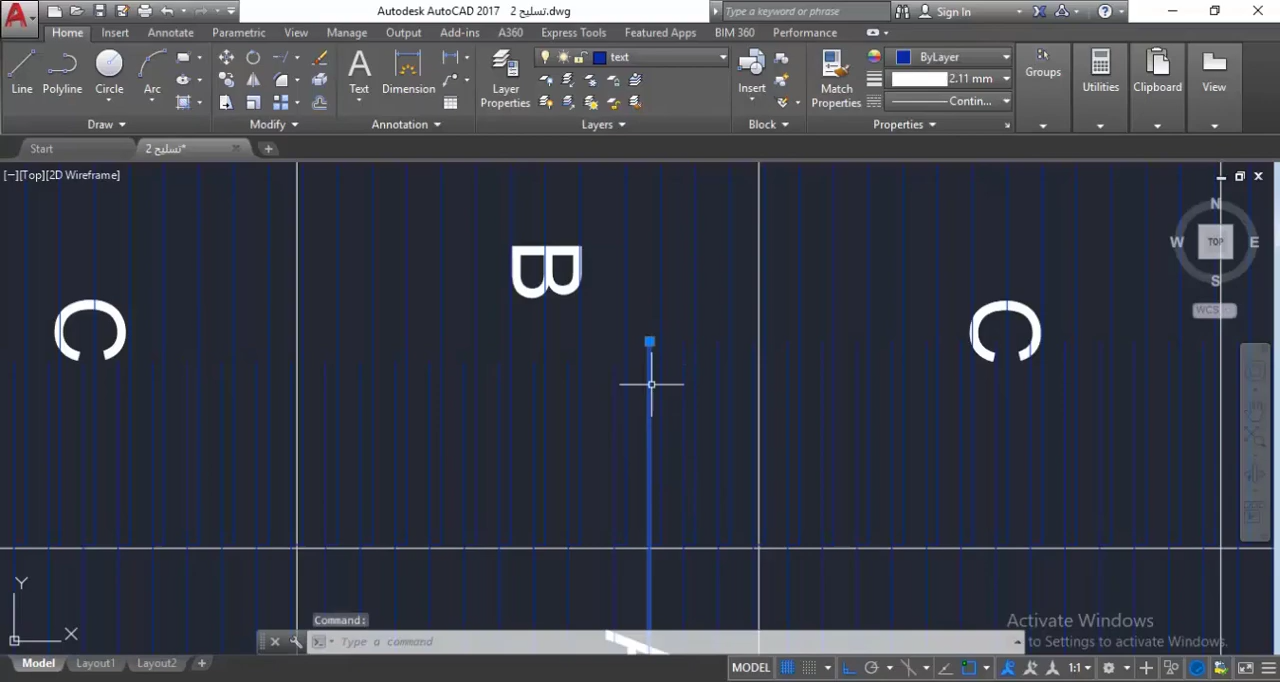 Autodesk AutoCAD 2017 تسليح 2.dwg
Type a keyword or phrase
Sign In
Home Insert Annotate Parametric View Manage Output Add-ins A360 Express Tools Featured Apps BIM 360 Performance
Line Polyline Circle Arc Text Dimension Layer Properties text Insert Match Properties ByLayer 2.11 mm Contin... Groups Utilities Clipboard View
Draw Modify Annotation Layers Block Properties
Start تسليح 2*
[−][Top][2D Wireframe]
N
W TOP E
S
WCS
B
C
C
Y
X
Command:
Type a command
Activate Windows
to Settings to activate Windows.
Model Layout1 Layout2
MODEL 1:1